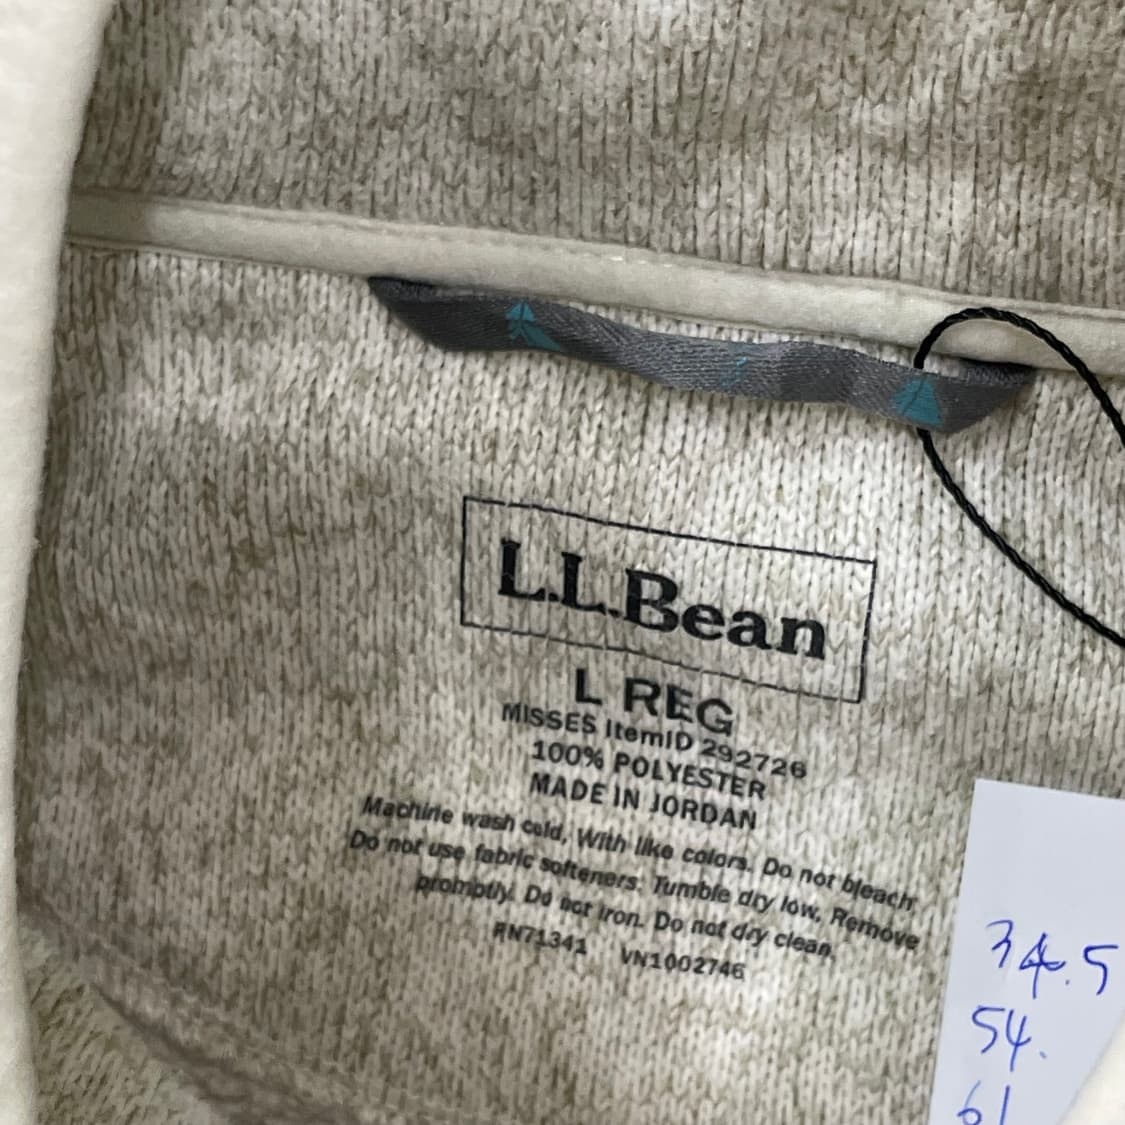 L.L.Bean
L REG
MISSES ItemID 292726
100% POLYESTER
MADE IN JORDAN
Machine wash cold, With like colors. Do not bleach
Do not use fabric softeners. Tumble dry low. Remove
promptly. Do not iron. Do not dry clean.
RN71341 VN1002746
34.5
54.
61